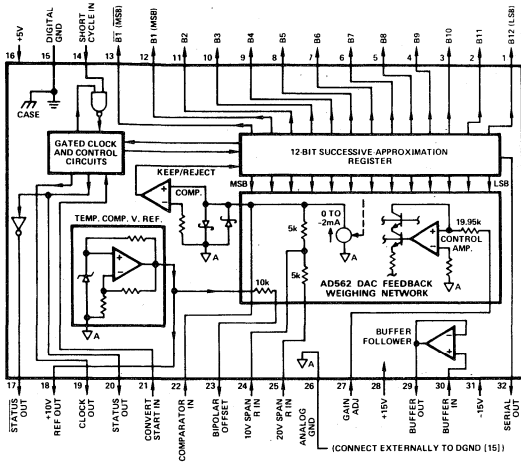 +5V
DIGITAL GND
SHORT CYCLE IN
B1 (MSB)
B1 (MSB)
B2
B3
B4
B5
B6
B7
B8
B9
B10
B11
B12 (LSB)
16
15
14
13
12
11
10
9
8
7
6
5
4
3
2
1
CASE
GATED CLOCK
AND CONTROL
CIRCUITS
12-BIT SUCCESSIVE-APPROXIMATION
REGISTER
KEEP/REJECT
COMP.
MSB
LSB
TEMP. COMP. V. REF.
0 TO
-2mA
5k
5k
10k
19.95k
CONTROL
AMP.
AD562 DAC FEEDBACK
WEIGHING NETWORK
A
A
A
A
A
BUFFER
FOLLOWER
A
17
18
19
20
21
22
23
24
25
26
27
28
29
30
31
32
STATUS OUT
+10V REF OUT
CLOCK OUT
STATUS OUT
CONVERT START IN
COMPARATOR IN
BIPOLAR OFFSET
10V SPAN R IN
20V SPAN R IN
ANALOG GND
GAIN ADJ
+15V
BUFFER OUT
BUFFER IN
-15V
SERIAL OUT
(CONNECT EXTERNALLY TO DGND [15])